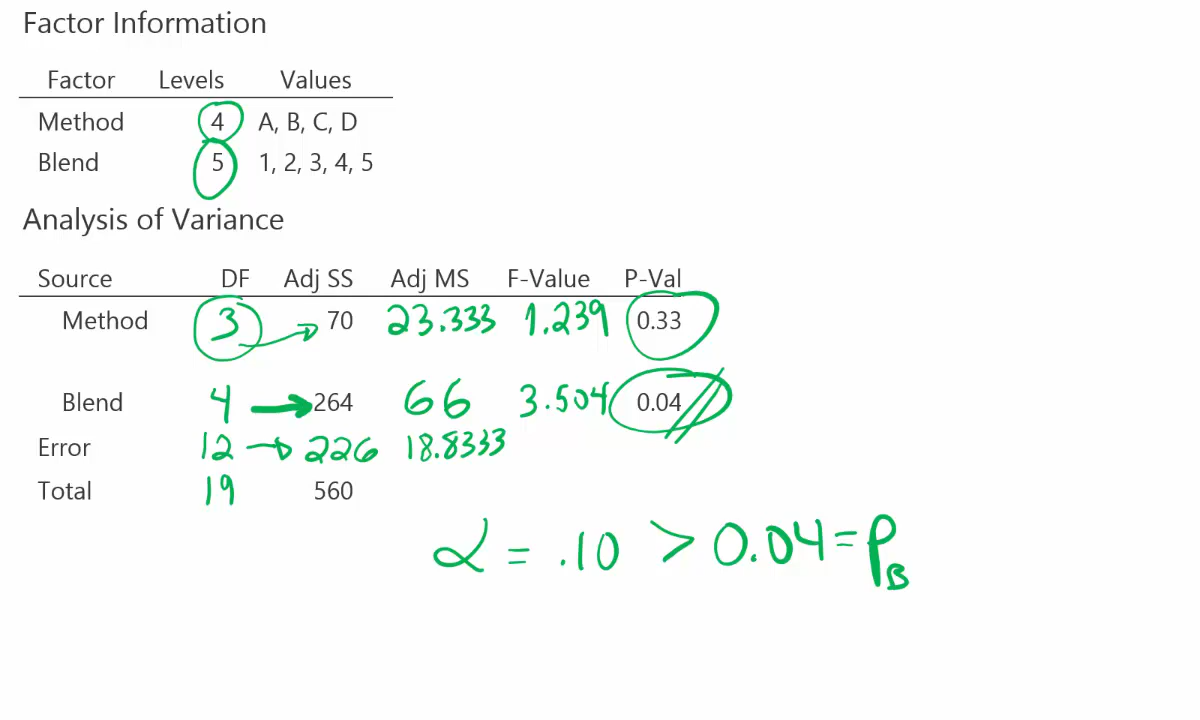 Factor Information
Factor Levels Values
Method 4 A, B, C, D
Blend 5 1, 2, 3, 4, 5
Analysis of Variance
Source DF Adj SS Adj MS F-Value P-Val
Method 3 → 70 23.333 1.239 0.33
Blend 4 → 264 66 3.504 0.04
Error 12 → 226 18.8333
Total 19 560
α = .10 > 0.04 = P_B